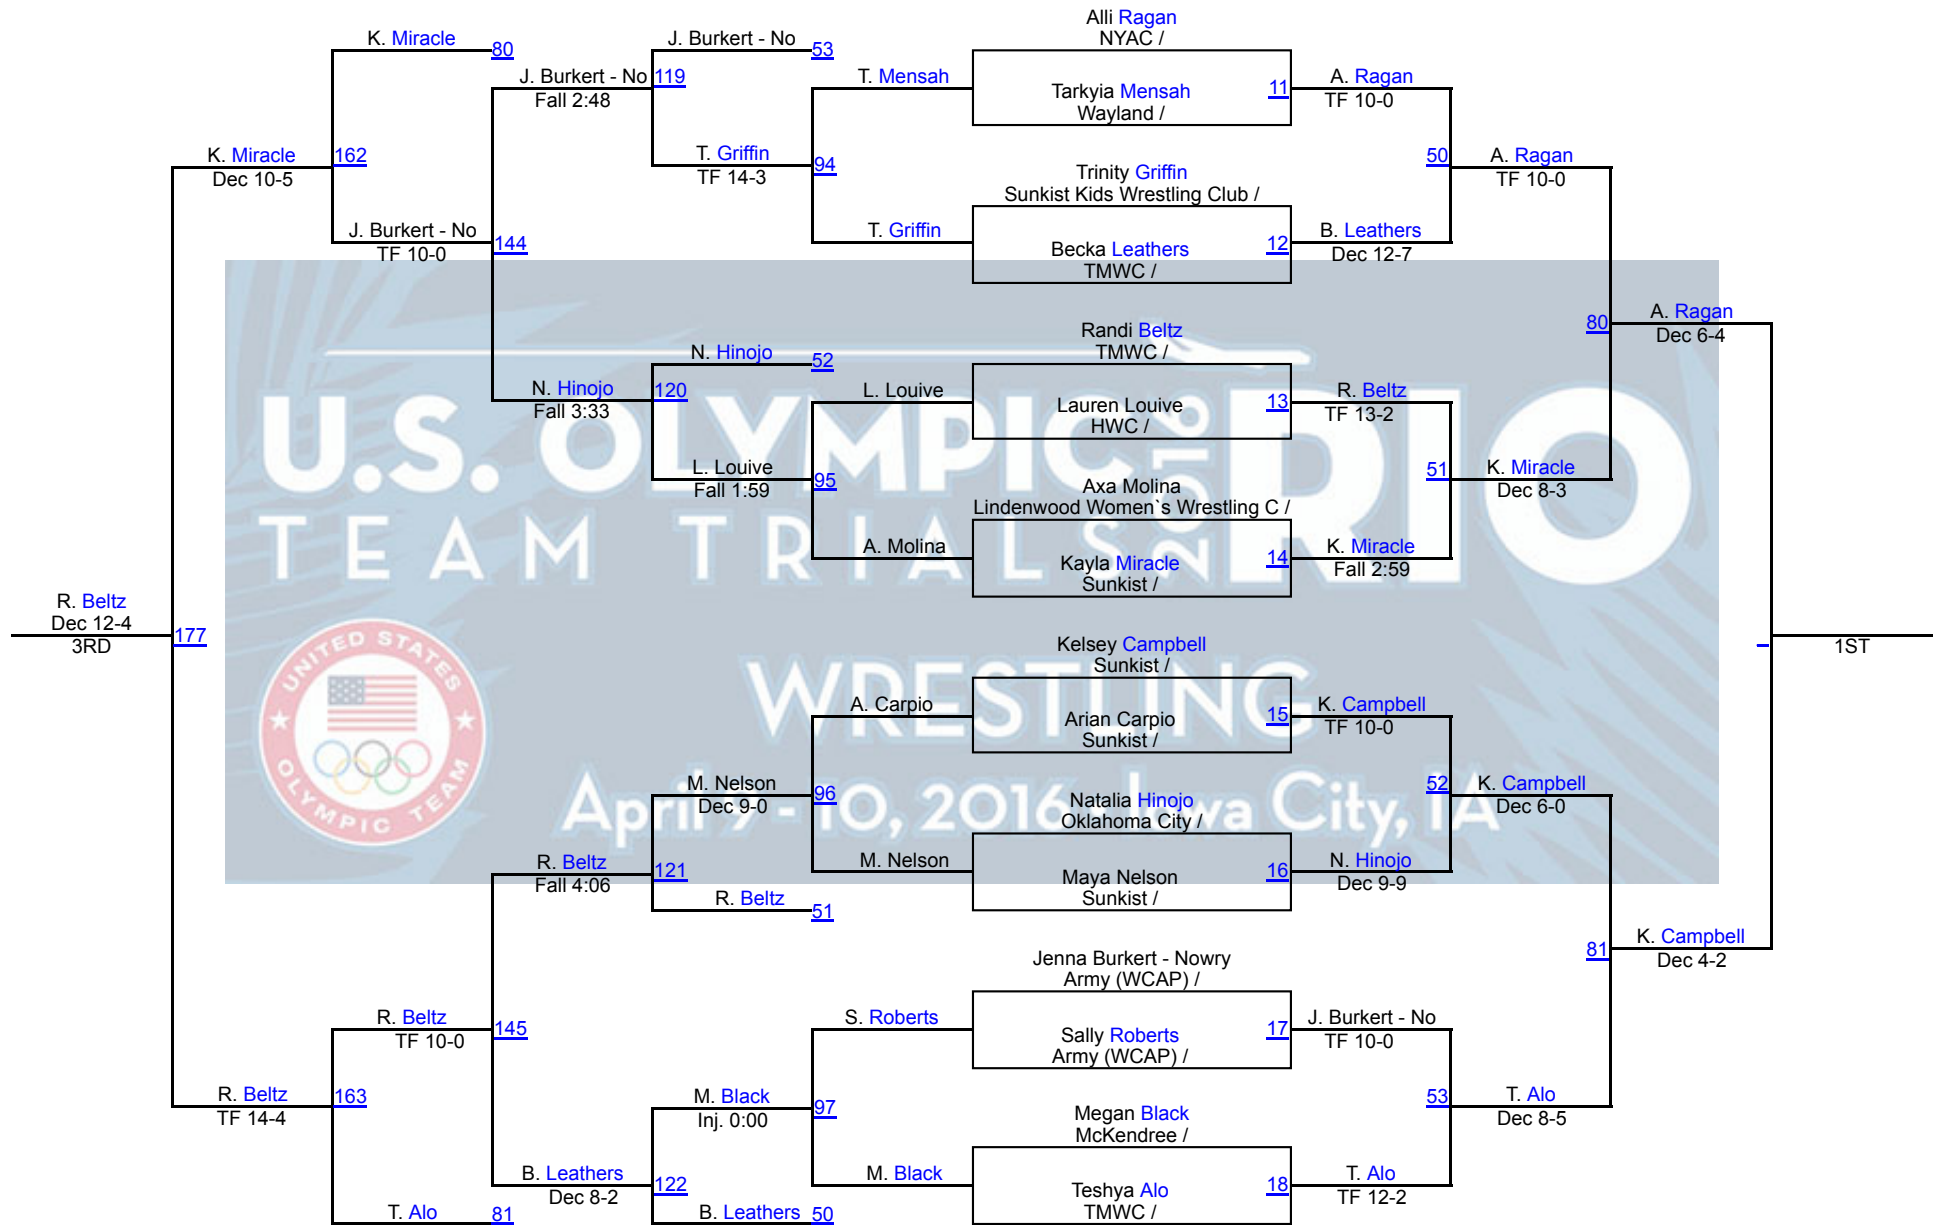 Alli Ragan
NYAC /
K. Miracle
80
J. Burkert - No
53
J. Burkert - No
119
Fall 2:48
T. Mensah
Tarkyia Mensah
11
Wayland /
A. Ragan
TF 10-0
K. Miracle
162
Dec 10-5
T. Griffin
94
TF 14-3
Trinity Griffin
Sunkist Kids Wrestling Club /
50
A. Ragan
TF 10-0
J. Burkert - No
144
TF 10-0
T. Griffin
Becka Leathers
12
TMWC /
B. Leathers
Dec 12-7
Randi Beltz
TMWC /
80
A. Ragan
Dec 6-4
N. Hinojo
52
N. Hinojo
120
Fall 3:33
L. Louive
Lauren Louive
13
HWC /
R. Beltz
TF 13-2
L. Louive
95
Fall 1:59
Axa Molina
Lindenwood Women`s Wrestling C /
51
K. Miracle
Dec 8-3
A. Molina
Kayla Miracle
14
Sunkist /
K. Miracle
Fall 2:59
U.S. OLYMPIC
TEAM TRIALS
2016
RIO
R. Beltz
Dec 12-4
3RD
177
1ST
UNITED STATES
OLYMPIC TEAM
WRESTLING
April 9 - 10, 2016 Iowa City, IA
Kelsey Campbell
Sunkist /
A. Carpio
Arian Carpio
15
Sunkist /
K. Campbell
TF 10-0
M. Nelson
96
Dec 9-0
Natalia Hinojo
Oklahoma City /
52
K. Campbell
Dec 6-0
R. Beltz
121
Fall 4:06
M. Nelson
Maya Nelson
16
Sunkist /
N. Hinojo
Dec 9-9
R. Beltz
51
Jenna Burkert - Nowry
Army (WCAP) /
81
K. Campbell
Dec 4-2
R. Beltz
145
TF 10-0
S. Roberts
Sally Roberts
17
Army (WCAP) /
J. Burkert - No
TF 10-0
R. Beltz
163
TF 14-4
M. Black
97
Inj. 0:00
Megan Black
McKendree /
53
T. Alo
Dec 8-5
B. Leathers
122
Dec 8-2
M. Black
Teshya Alo
18
TMWC /
T. Alo
TF 12-2
T. Alo
81
B. Leathers
50